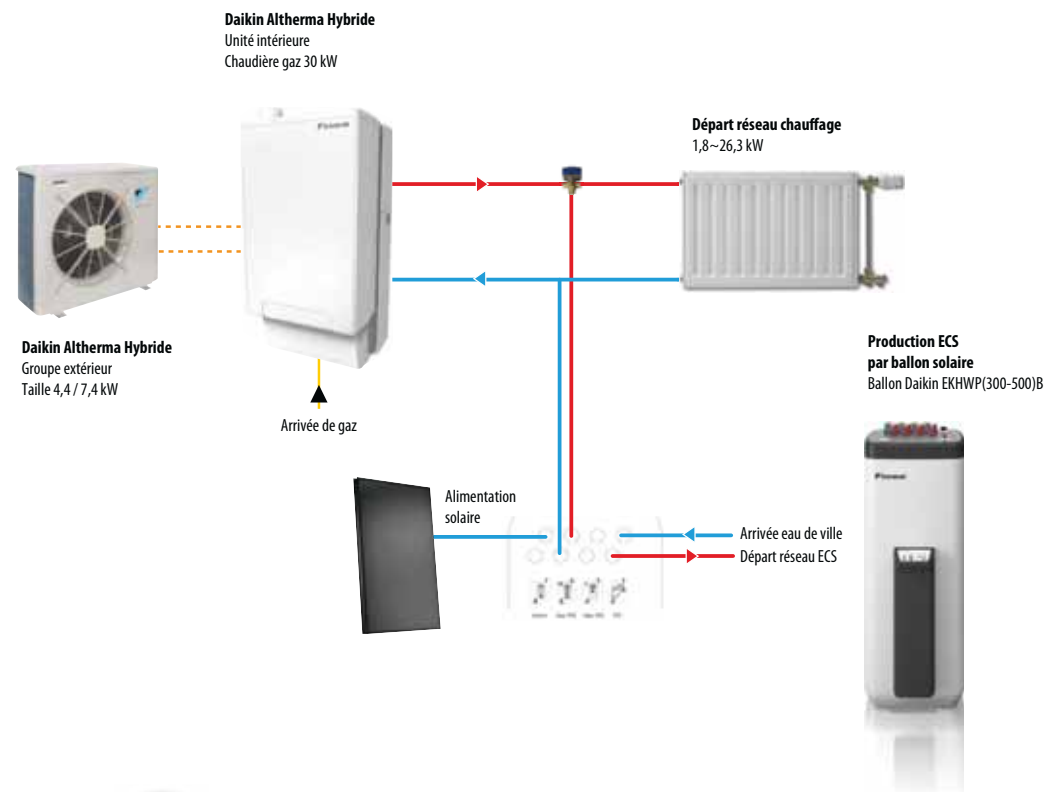 Daikin Altherma Hybride
Unité intérieure
Chaudière gaz 30 kW
Départ réseau chauffage
1,8~26,3 kW
Daikin Altherma Hybride
Groupe extérieur
Taille 4,4 / 7,4 kW
Arrivée de gaz
Production ECS
par ballon solaire
Ballon Daikin EKHWP(300-500)B
Alimentation
solaire
Arrivée eau de ville
Départ réseau ECS